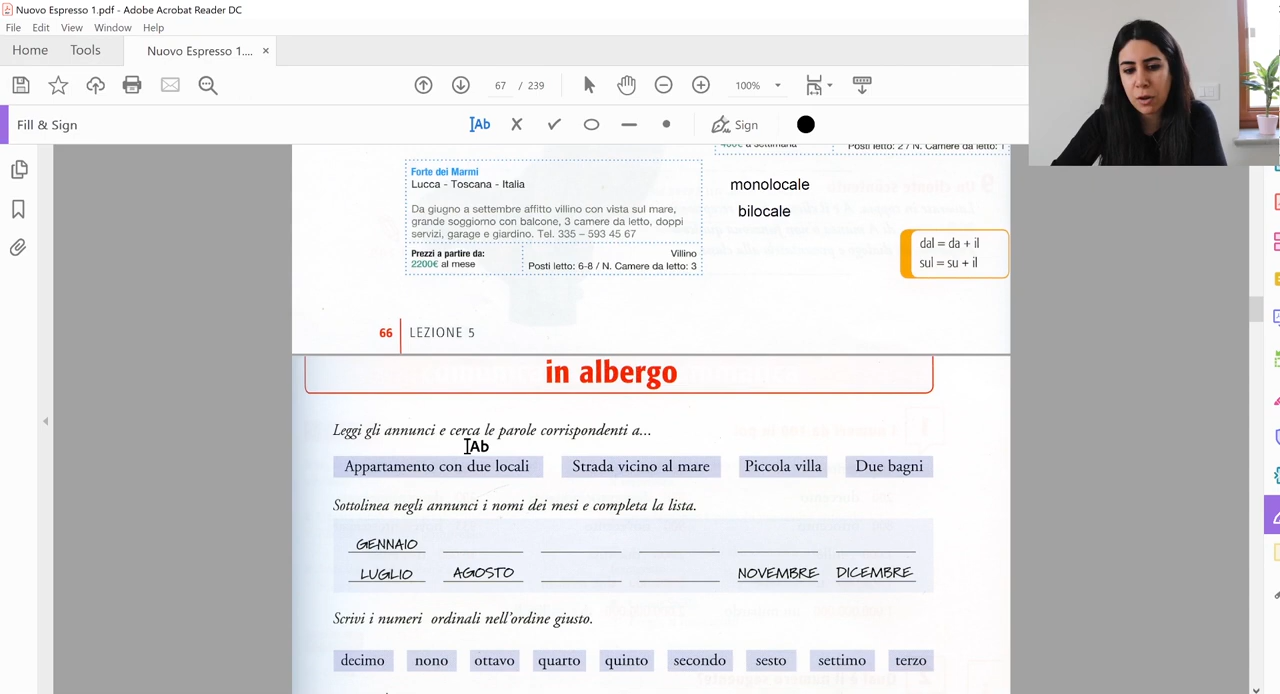 Nuovo Espresso 1.pdf - Adobe Acrobat Reader DC
File Edit View Window Help
Home Tools Nuovo Espresso 1.... ×
67 / 239 100%
Fill & Sign
Ab Sign
Posti letto: 2 / N. Camere da letto: 1
Forte dei Marmi
Lucca - Toscana - Italia
Da giugno a settembre affitto villino con vista sul mare,
grande soggiorno con balcone, 3 camere da letto, doppi
servizi, garage e giardino. Tel. 335 – 593 45 67
Prezzi a partire da:
2200€ al mese
Villino
Posti letto: 6-8 / N. Camere da letto: 3
monolocale
bilocale
dal = da + il
sul = su + il
66 LEZIONE 5
in albergo
Leggi gli annunci e cerca le parole corrispondenti a...
Ab
Appartamento con due locali Strada vicino al mare Piccola villa Due bagni
Sottolinea negli annunci i nomi dei mesi e completa la lista.
GENNAIO
LUGLIO AGOSTO NOVEMBRE DICEMBRE
Scrivi i numeri ordinali nell'ordine giusto.
decimo nono ottavo quarto quinto secondo sesto settimo terzo